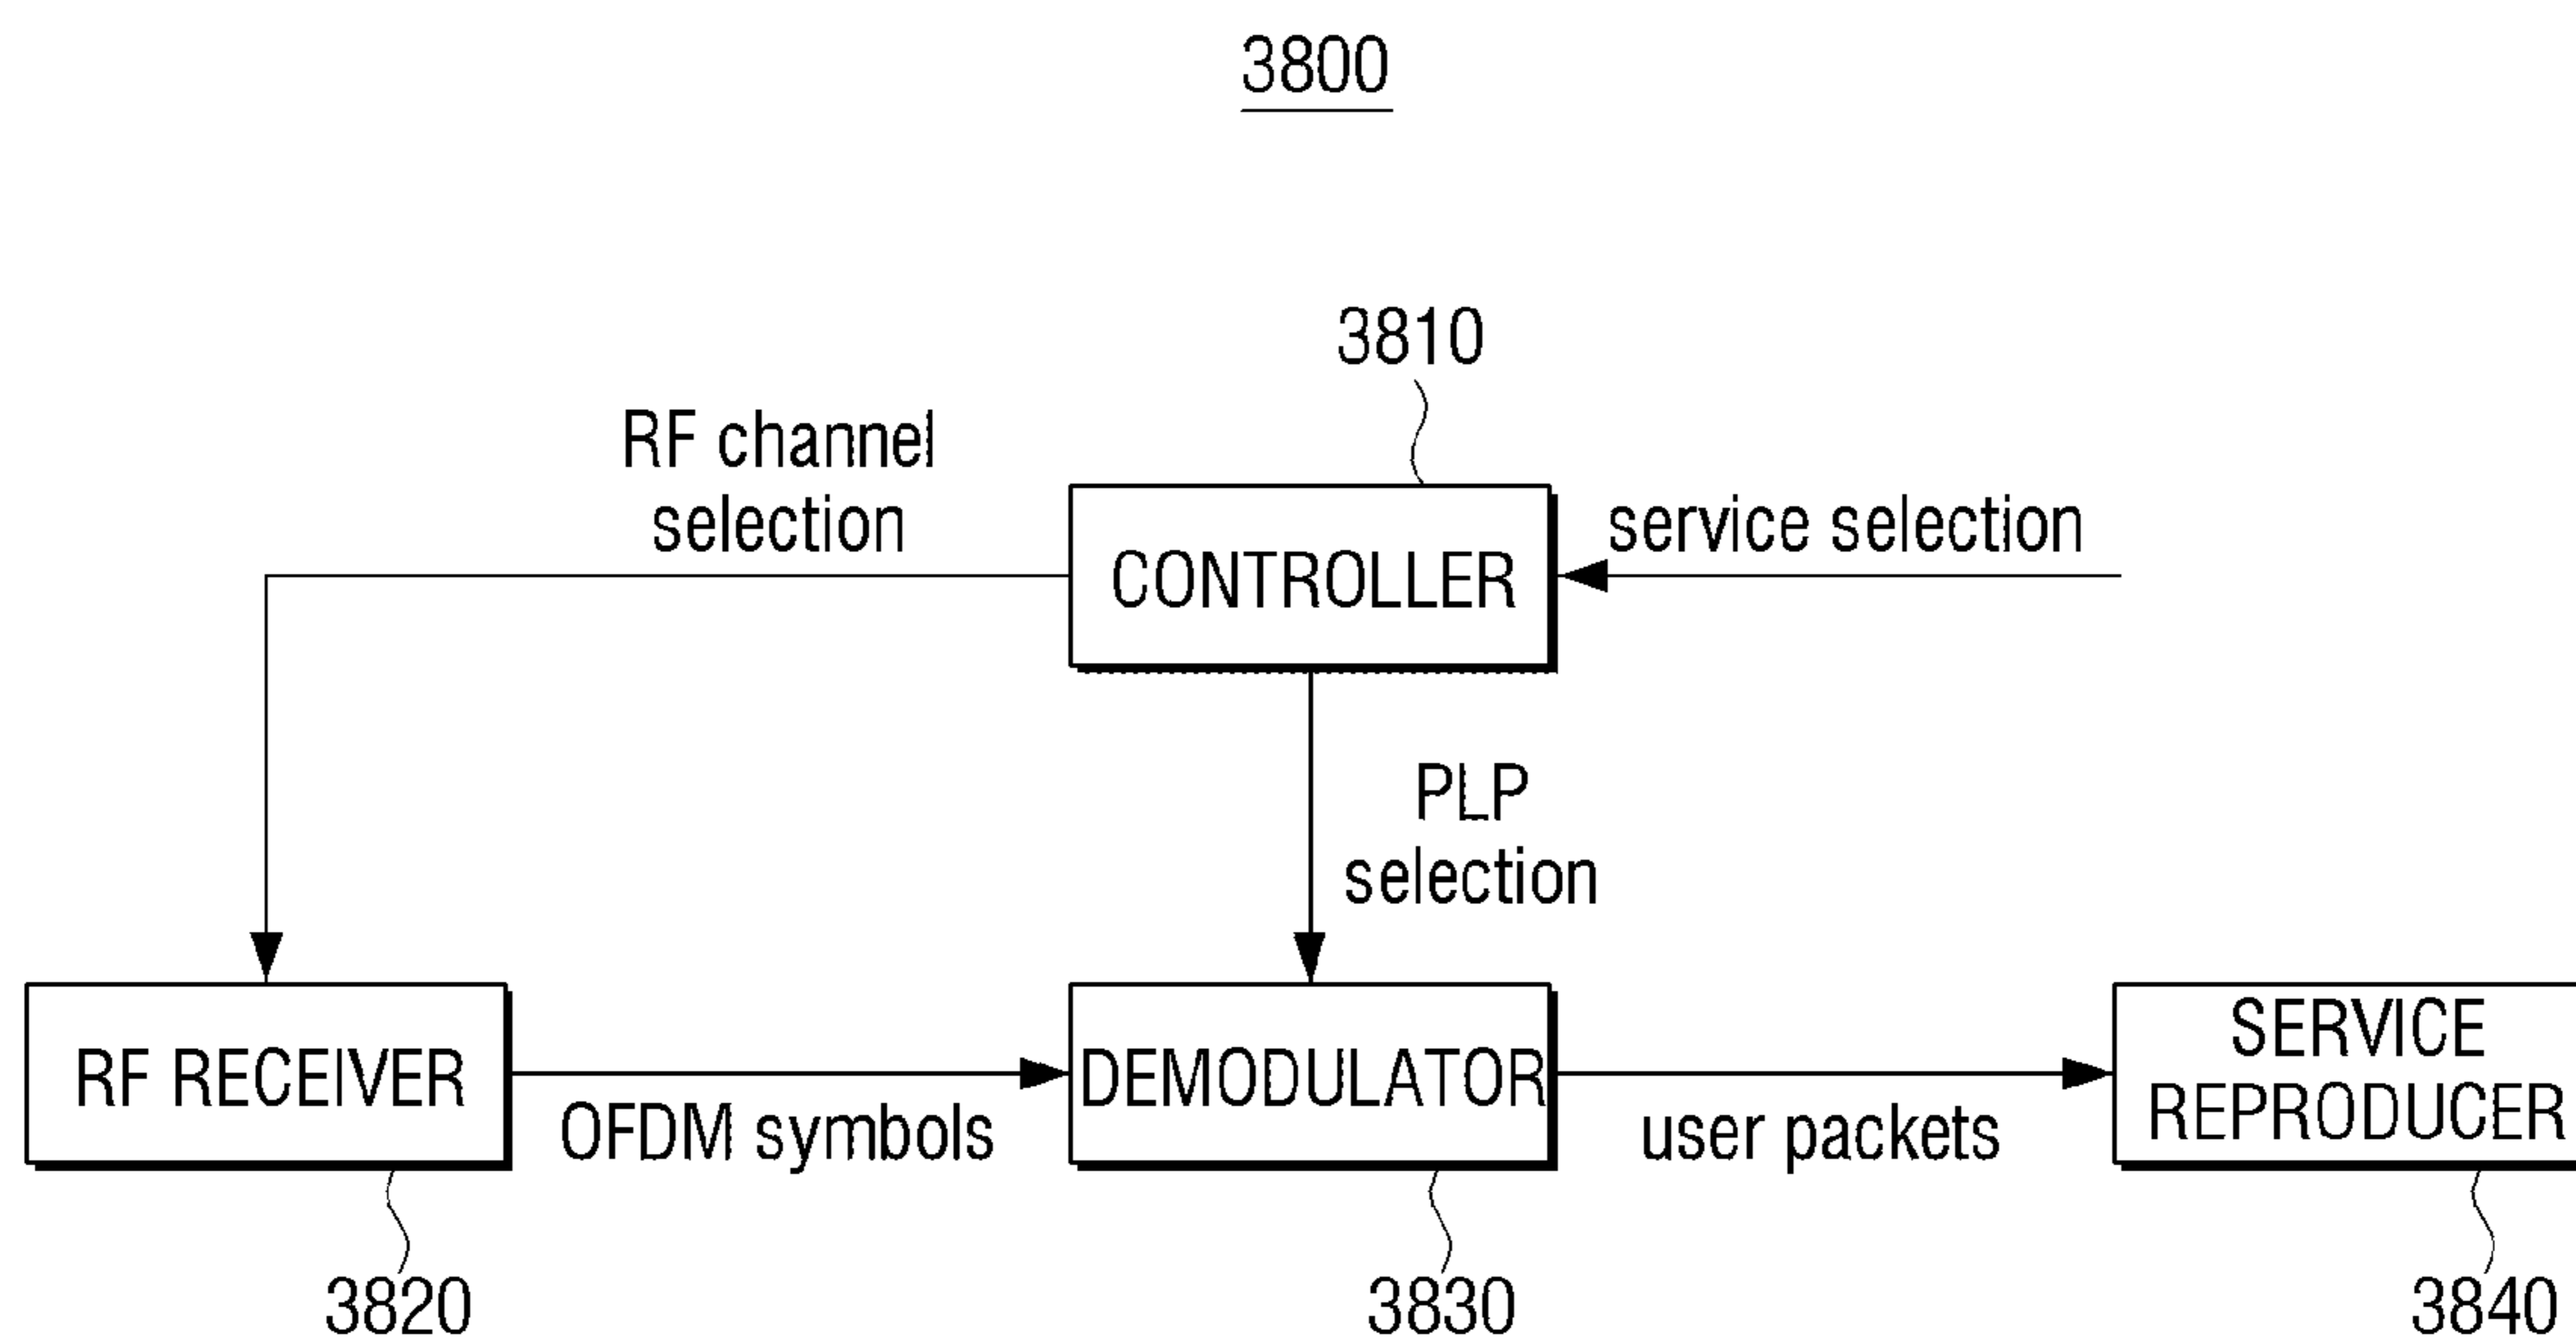 3800
3810
RF channel
selection
CONTROLLER
service selection
PLP
selection
RF RECEIVER
OFDM symbols
DEMODULATOR
user packets
SERVICE
REPRODUCER
3820
3830
3840